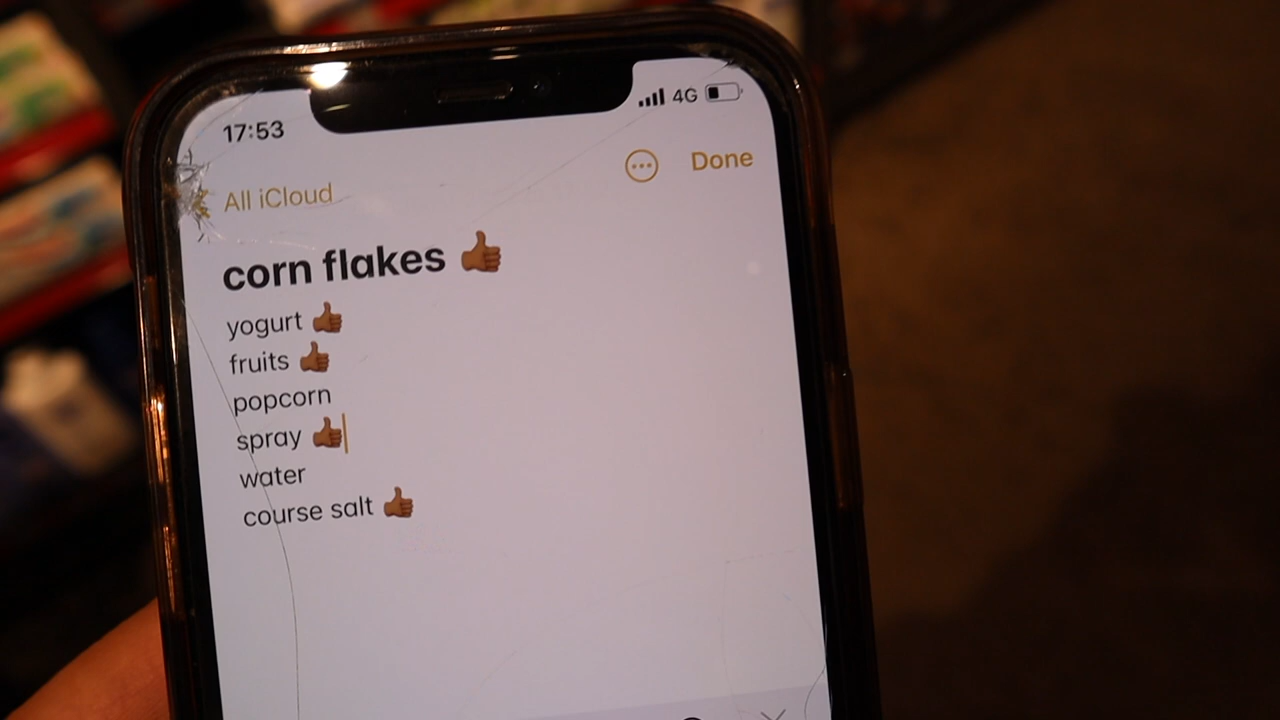 17:53 4G
All iCloud Done
corn flakes 👍🏾
yogurt 👍🏾
fruits 👍🏾
popcorn
spray 👍🏾
water
course salt 👍🏾